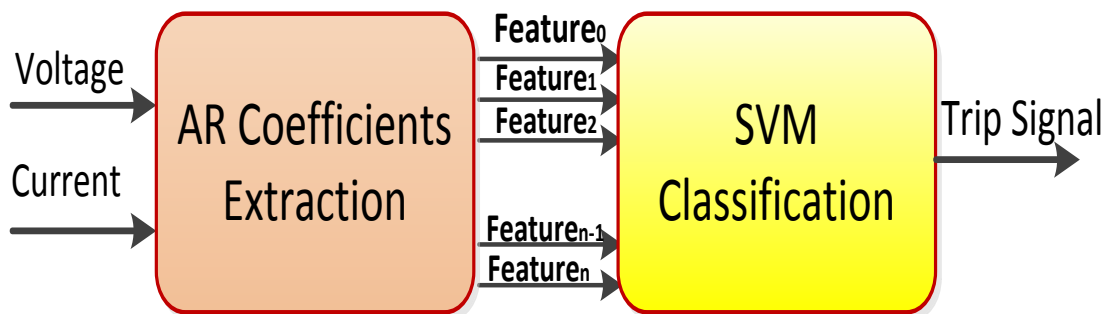 Voltage
Current
AR Coefficients
Extraction
Feature0
Feature1
Feature2
Featuren-1
Featuren
SVM
Classification
Trip Signal